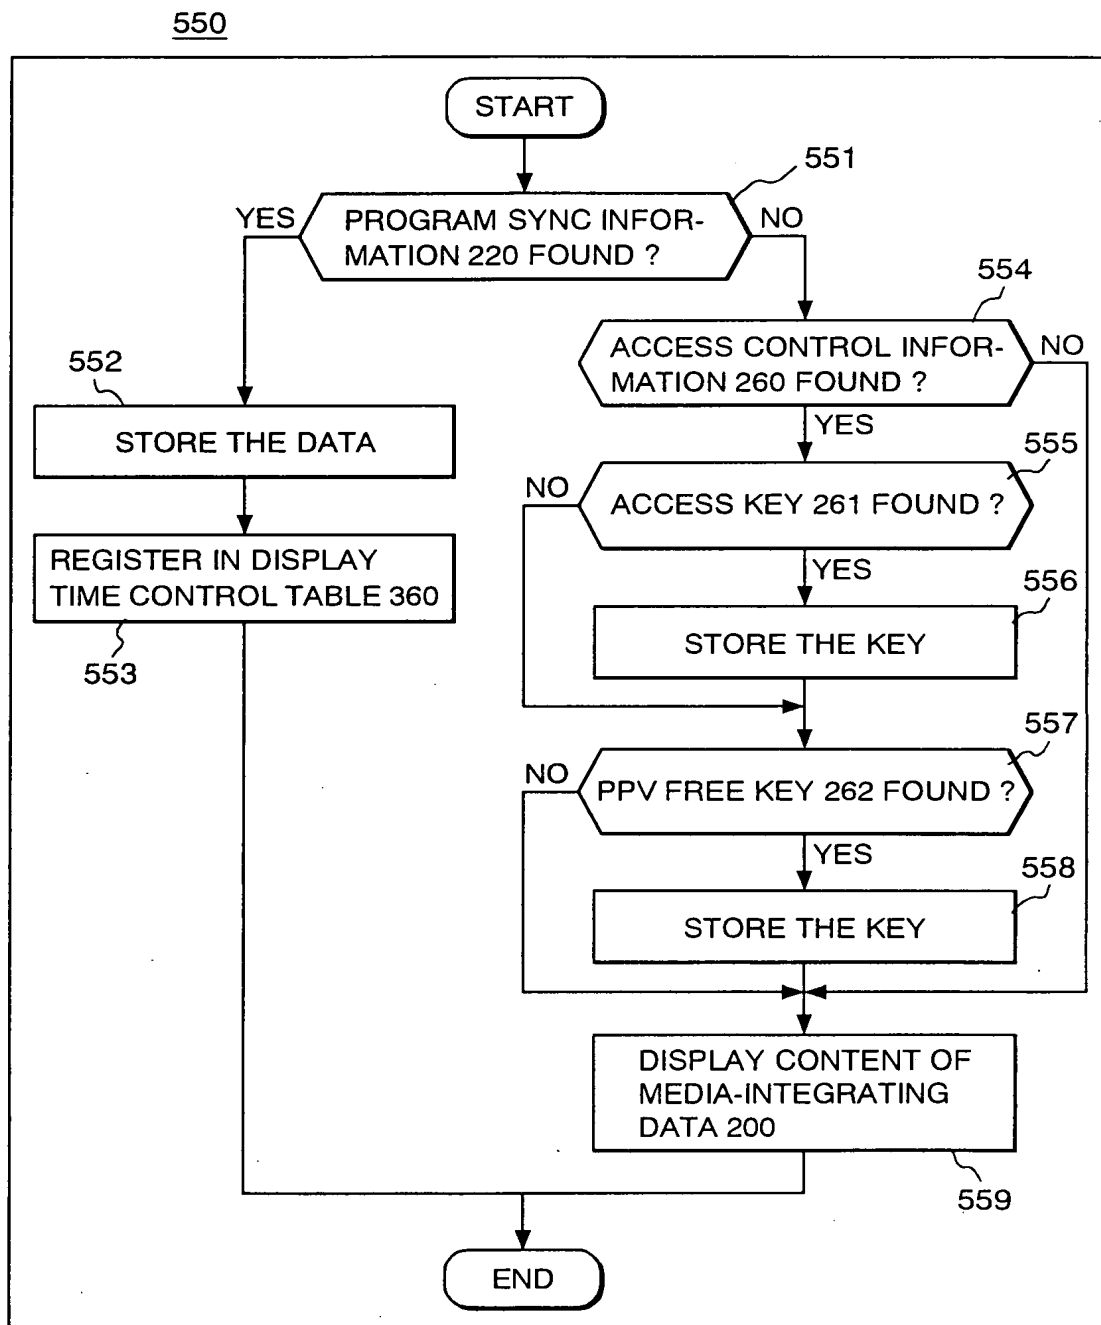 550
START
551
YES
PROGRAM SYNC INFOR-
MATION 220 FOUND ?
NO
554
ACCESS CONTROL INFOR-
MATION 260 FOUND ?
NO
552
STORE THE DATA
YES
555
NO
ACCESS KEY 261 FOUND ?
REGISTER IN DISPLAY
TIME CONTROL TABLE 360
553
YES
556
STORE THE KEY
557
NO
PPV FREE KEY 262 FOUND ?
YES
558
STORE THE KEY
DISPLAY CONTENT OF
MEDIA-INTEGRATING
DATA 200
559
END